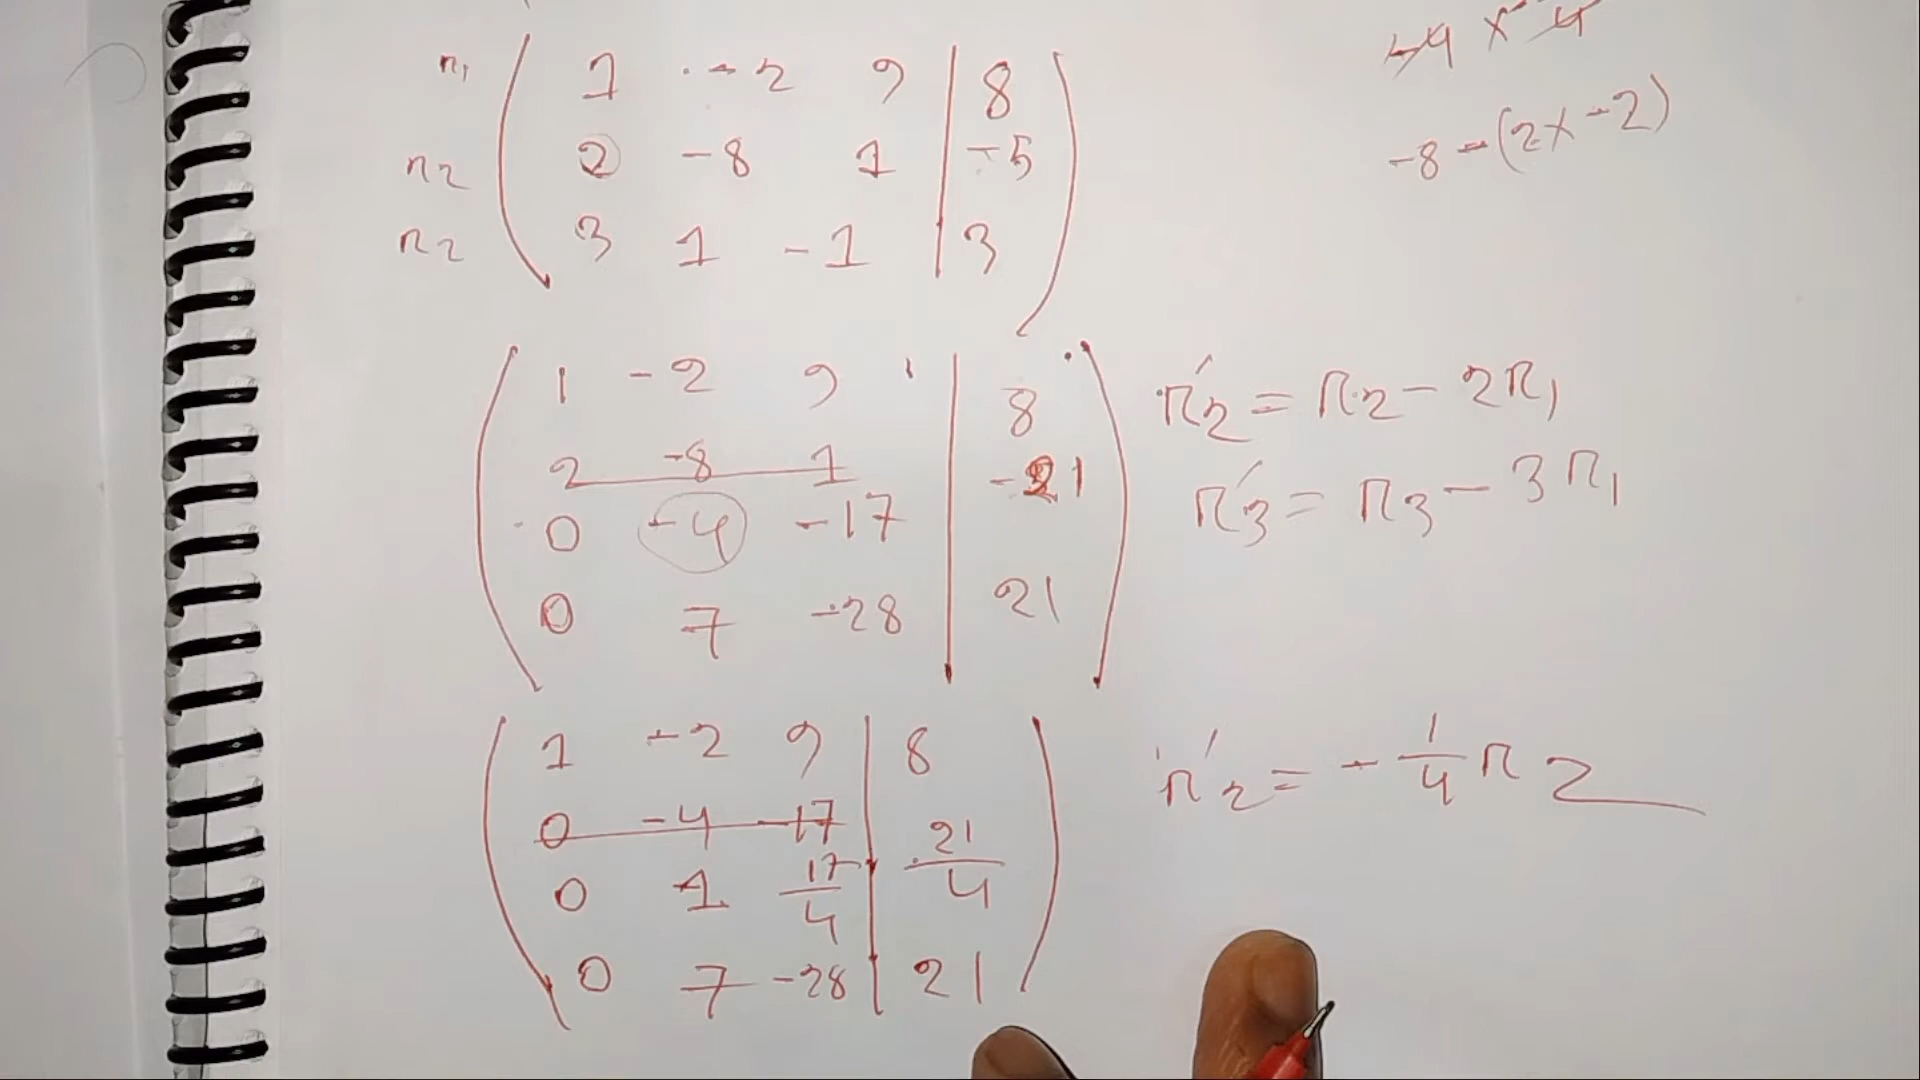 -4 x -4
r1 1 -2 9 8
-8 - (2x-2)
r2 2 -8 1 -5
r2 3 1 -1 3
1 -2 9 8
r'2 = r2 - 2r1
2 -8 1 -21
r'3 = r3 - 3r1
0 -4 -17
0 7 -28 21
1 -2 9 8
r'2 = - 1/4 r2
0 -4 -17
0 1 17/4 21/4
0 7 -28 21